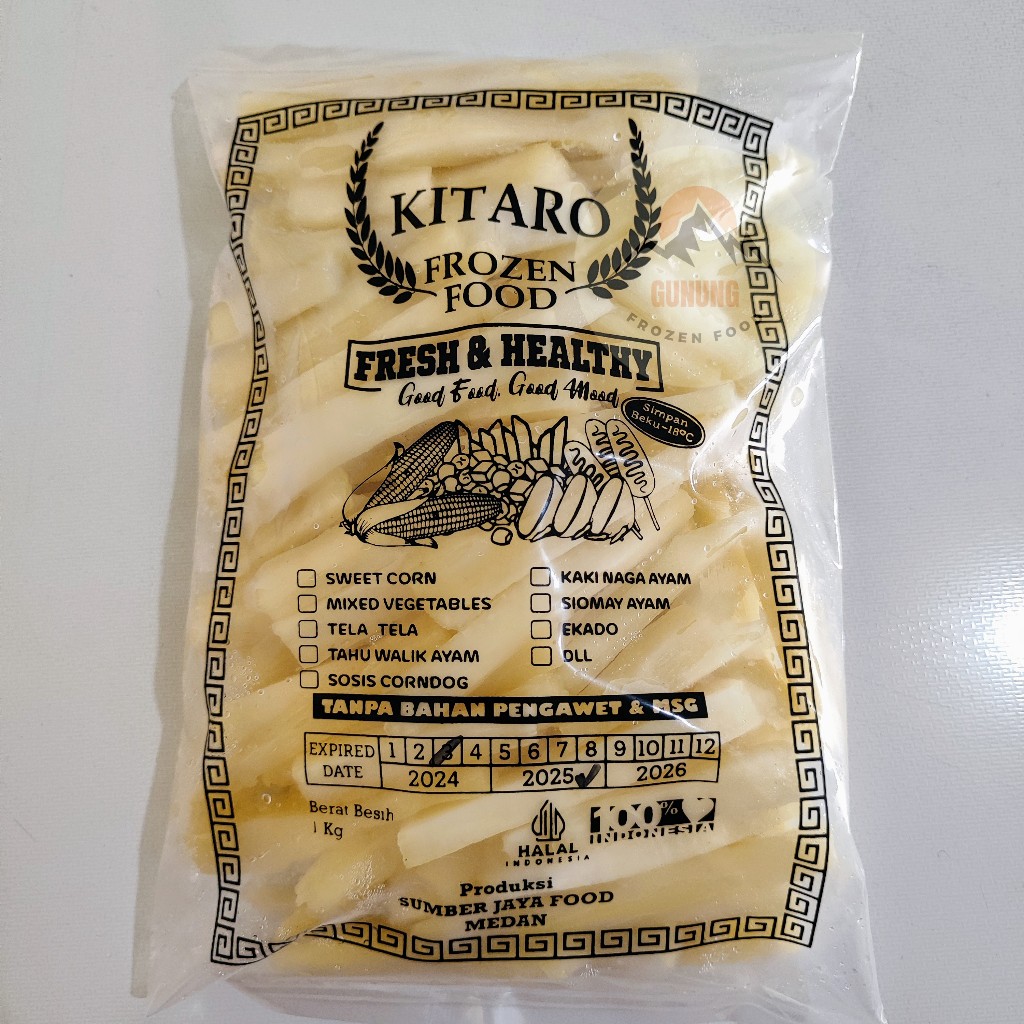 KITARO
FROZEN
FOOD
GUNUNG
FROZEN FOOD
FRESH & HEALTHY
Good Food. Good Mood
Simpan
Beku -18°C
SWEET CORN
MIXED VEGETABLES
TELA TELA
TAHU WALIK AYAM
SOSIS CORNDOG
KAKI NAGA AYAM
SIOMAY AYAM
EKADO
DLL
TANPA BAHAN PENGAWET & MSG
EXPIRED DATE
1 2 3 4 5 6 7 8 9 10 11 12
2024 2025 2026
Berat Besih
1 Kg
HALAL
INDONESIA
100%
INDONESIA
Produksi
SUMBER JAYA FOOD
MEDAN